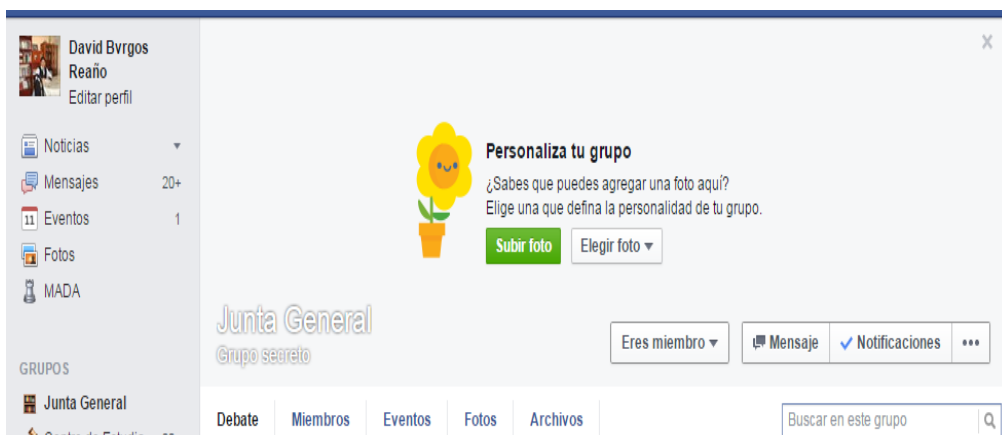 David Bvrgos
Reaño
Editar perfil
Noticias
Mensajes 20+
11 Eventos 1
Fotos
MADA
GRUPOS
Junta General
Personaliza tu grupo
¿Sabes que puedes agregar una foto aquí?
Elige una que defina la personalidad de tu grupo.
Subir foto Elegir foto
Junta General
Grupo secreto
Eres miembro Mensaje Notificaciones
Debate Miembros Eventos Fotos Archivos
Buscar en este grupo